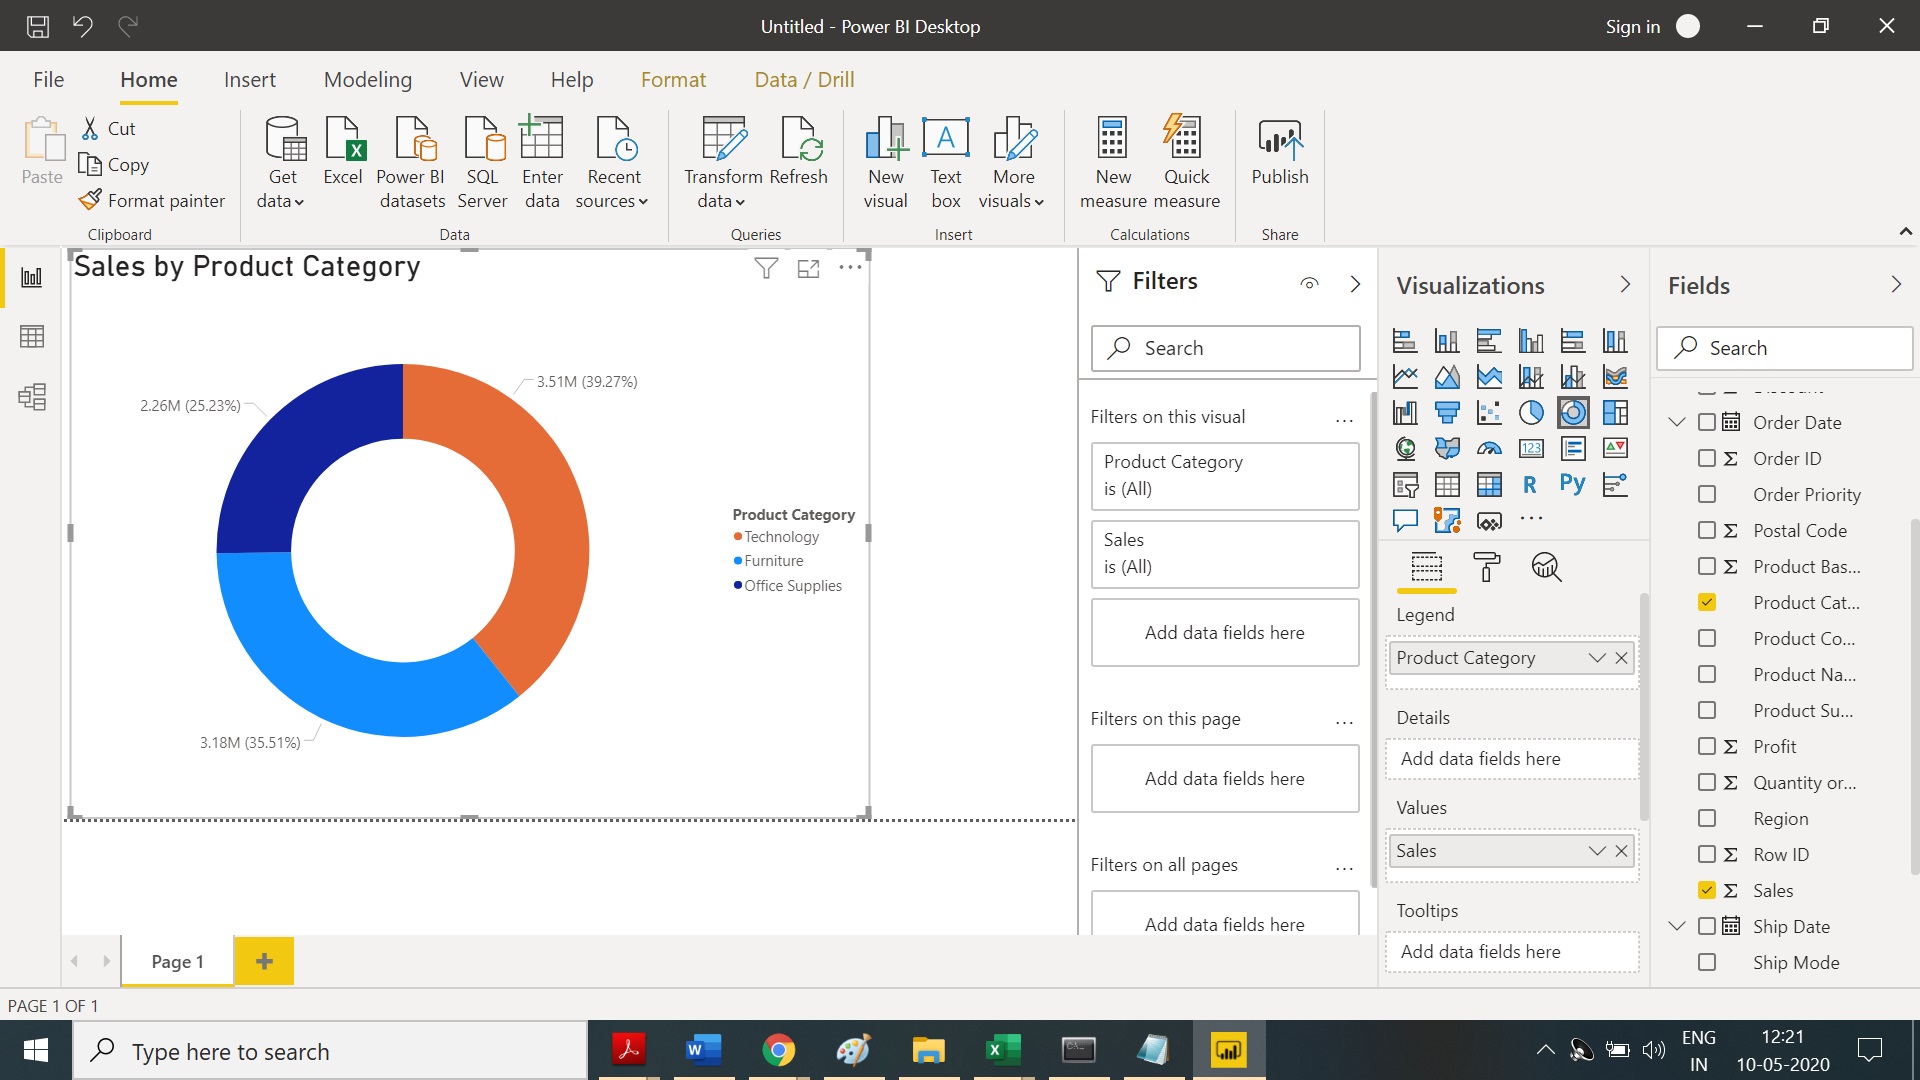 Untitled - Power BI Desktop
Sign in
File Home Insert Modeling View Help Format Data / Drill
Paste
Cut
Copy
Format painter
Clipboard
Get data
Excel
Power BI datasets
SQL Server
Enter data
Recent sources
Data
Transform data
Refresh
Queries
New visual
Text box
More visuals
Insert
New measure
Quick measure
Calculations
Publish
Share
Sales by Product Category
3.51M (39.27%)
2.26M (25.23%)
3.18M (35.51%)
Product Category
Technology
Furniture
Office Supplies
Filters
Search
Filters on this visual
Product Category
is (All)
Sales
is (All)
Add data fields here
Filters on this page
Add data fields here
Filters on all pages
Add data fields here
Visualizations
123
R
Py
Legend
Product Category
Details
Add data fields here
Values
Sales
Tooltips
Add data fields here
Fields
Search
Order Date
Order ID
Order Priority
Postal Code
Product Bas...
Product Cat...
Product Co...
Product Na...
Product Su...
Profit
Quantity or...
Region
Row ID
Sales
Ship Date
Ship Mode
Page 1
PAGE 1 OF 1
Type here to search
ENG
IN
12:21
10-05-2020